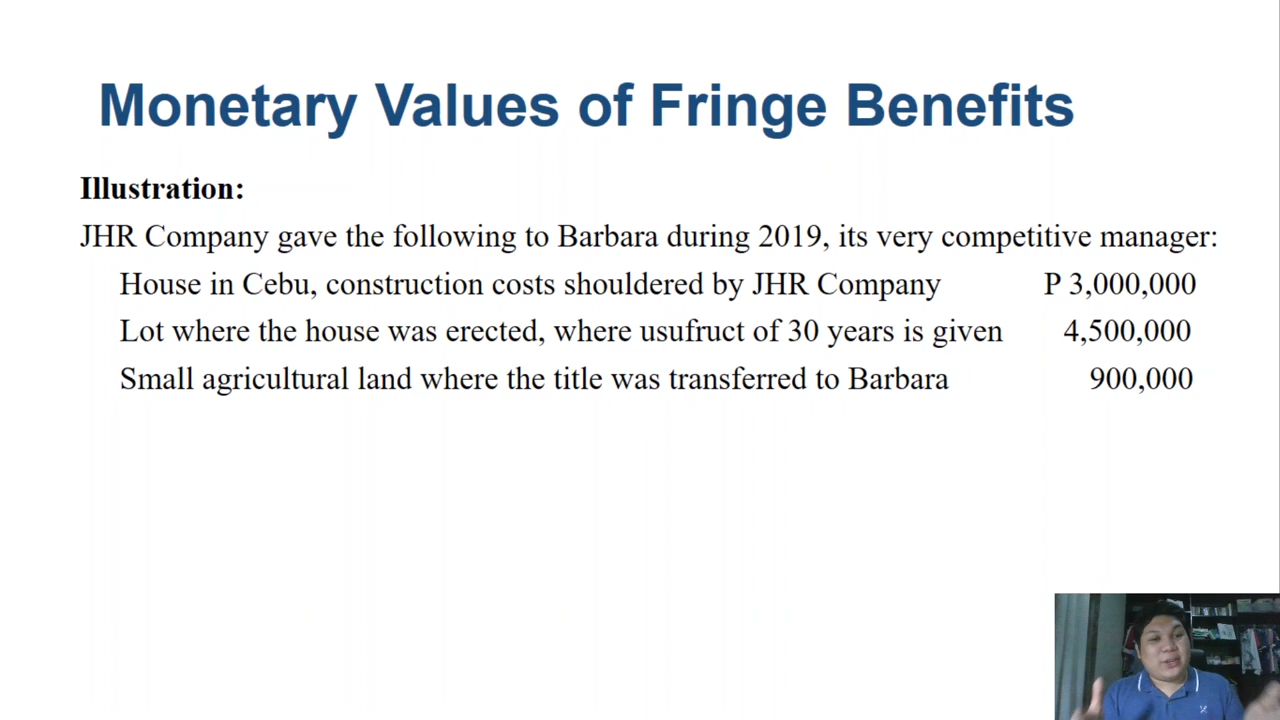 Monetary Values of Fringe Benefits
Illustration:
JHR Company gave the following to Barbara during 2019, its very competitive manager:
House in Cebu, construction costs shouldered by JHR Company P 3,000,000
Lot where the house was erected, where usufruct of 30 years is given 4,500,000
Small agricultural land where the title was transferred to Barbara 900,000